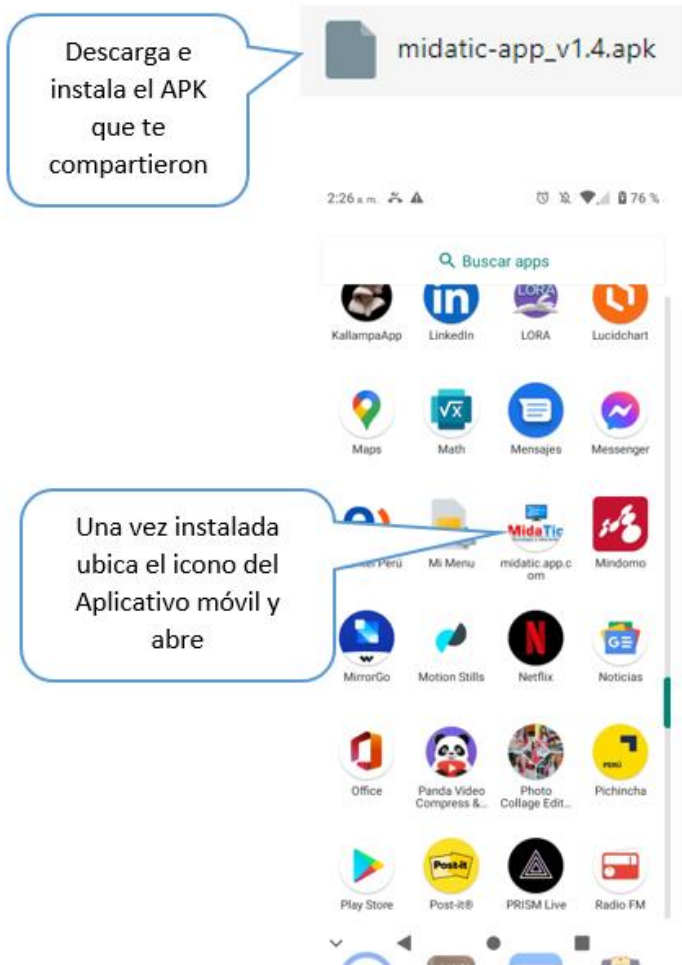 Descarga e
instala el APK
que te
compartieron
midatic-app_v1.4.apk
2:26 a. m.
76 %
Buscar apps
LORA
KallampaApp LinkedIn LORA Lucidchart
Maps Math Mensajes Messenger
Una vez instalada
ubica el icono del
Aplicativo móvil y
abre
MidaTic
Perú Mi Menu midatic.app.c
om
Mindomo
MirrorGo Motion Stills Netflix Noticias
PERÚ
Office Panda Video
Compress &...
Photo
Collage Edit...
Pichincha
Post-it
Play Store Post-it® PRISM Live Radio FM